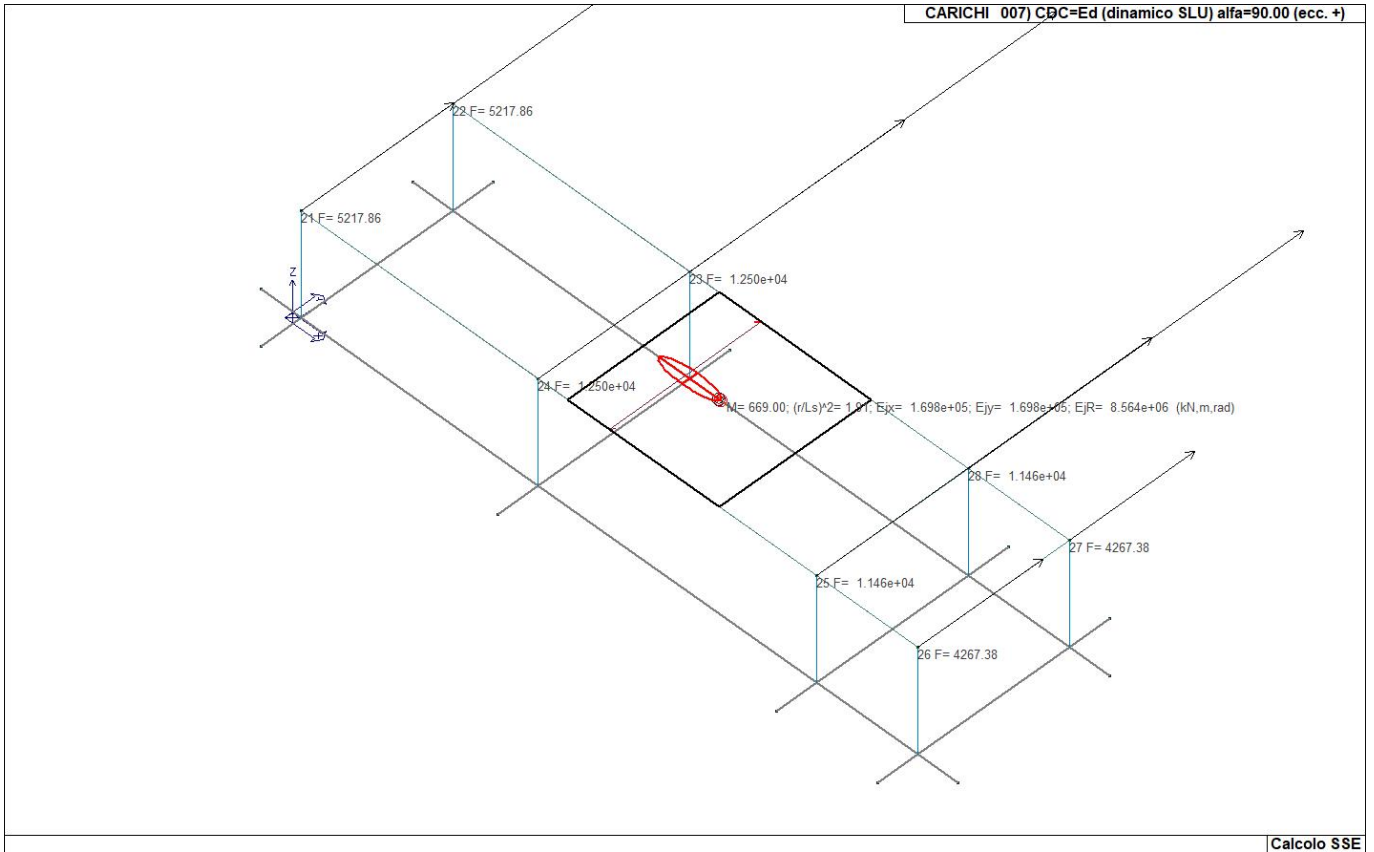 CARICHI 007) CDC=Ed (dinamico SLU) alfa=90.00 (ecc. +)
22 F= 5217.86
21 F= 5217.86
Z
23 F= 1.250e+04
24 F= 1.250e+04
M= 669.00; (r/Ls)^2= 1.91; Ejx= 1.698e+05; Ejy= 1.698e+05; EjR= 8.564e+06 (kN,m,rad)
28 F= 1.146e+04
27 F= 4267.38
25 F= 1.146e+04
26 F= 4267.38
Calcolo SSE